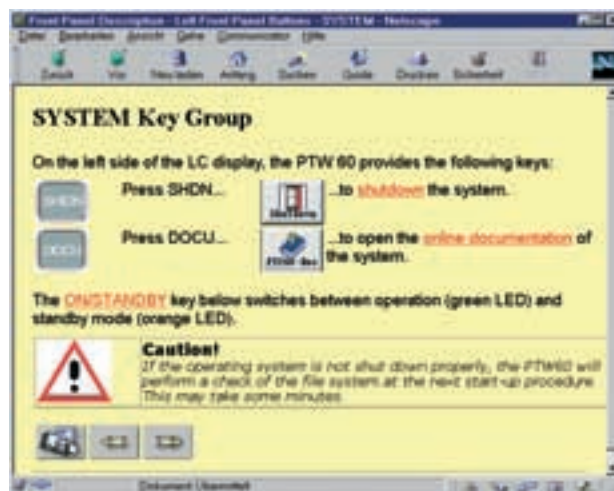 Front Panel Description - Left Front Panel Buttons - SYSTEM - Netscape
Datei Bearbeiten Ansicht Gehe Communicator Hilfe
Zurück Vor Neu laden Anfang Suchen Guide Drucken Sicherheit
SYSTEM Key Group
On the left side of the LC display, the PTW 60 provides the following keys:
SHDN Press SHDN... ...to shutdown the system.
DOCU Press DOCU... ...to open the online documentation of
the system.
The ON/STANDBY key below switches between operation (green LED) and
standby mode (orange LED).
Caution!
If the operating system is not shut down properly, the PTW60 will
perform a check of the file system at the next start-up procedure.
This may take some minutes.
Dokument: Übermittelt